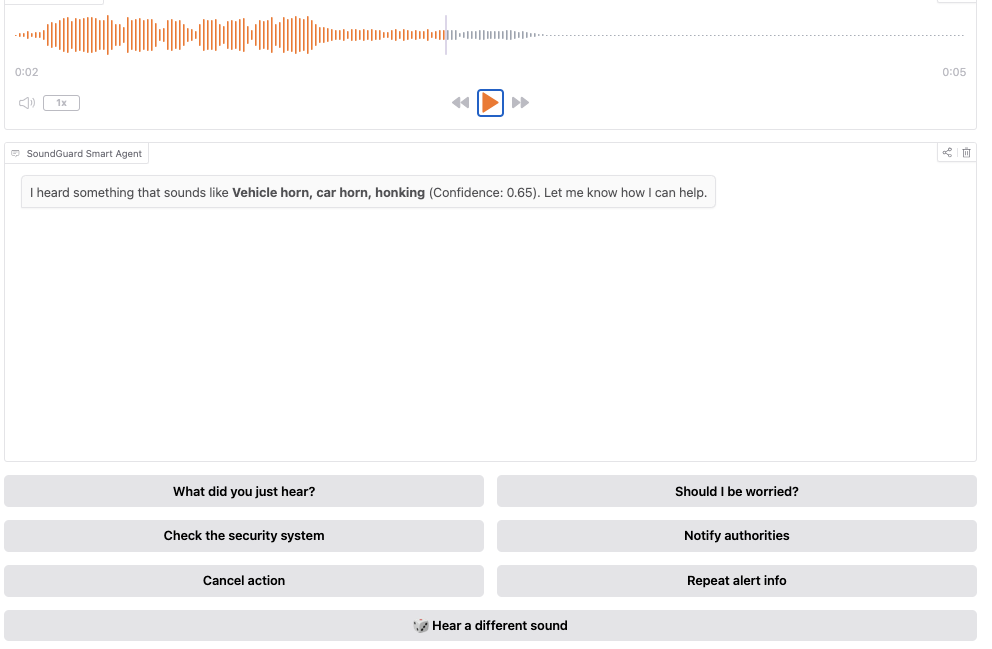 0:02
0:05
1x
SoundGuard Smart Agent
I heard something that sounds like Vehicle horn, car horn, honking (Confidence: 0.65). Let me know how I can help.
What did you just hear?
Should I be worried?
Check the security system
Notify authorities
Cancel action
Repeat alert info
🎲 Hear a different sound